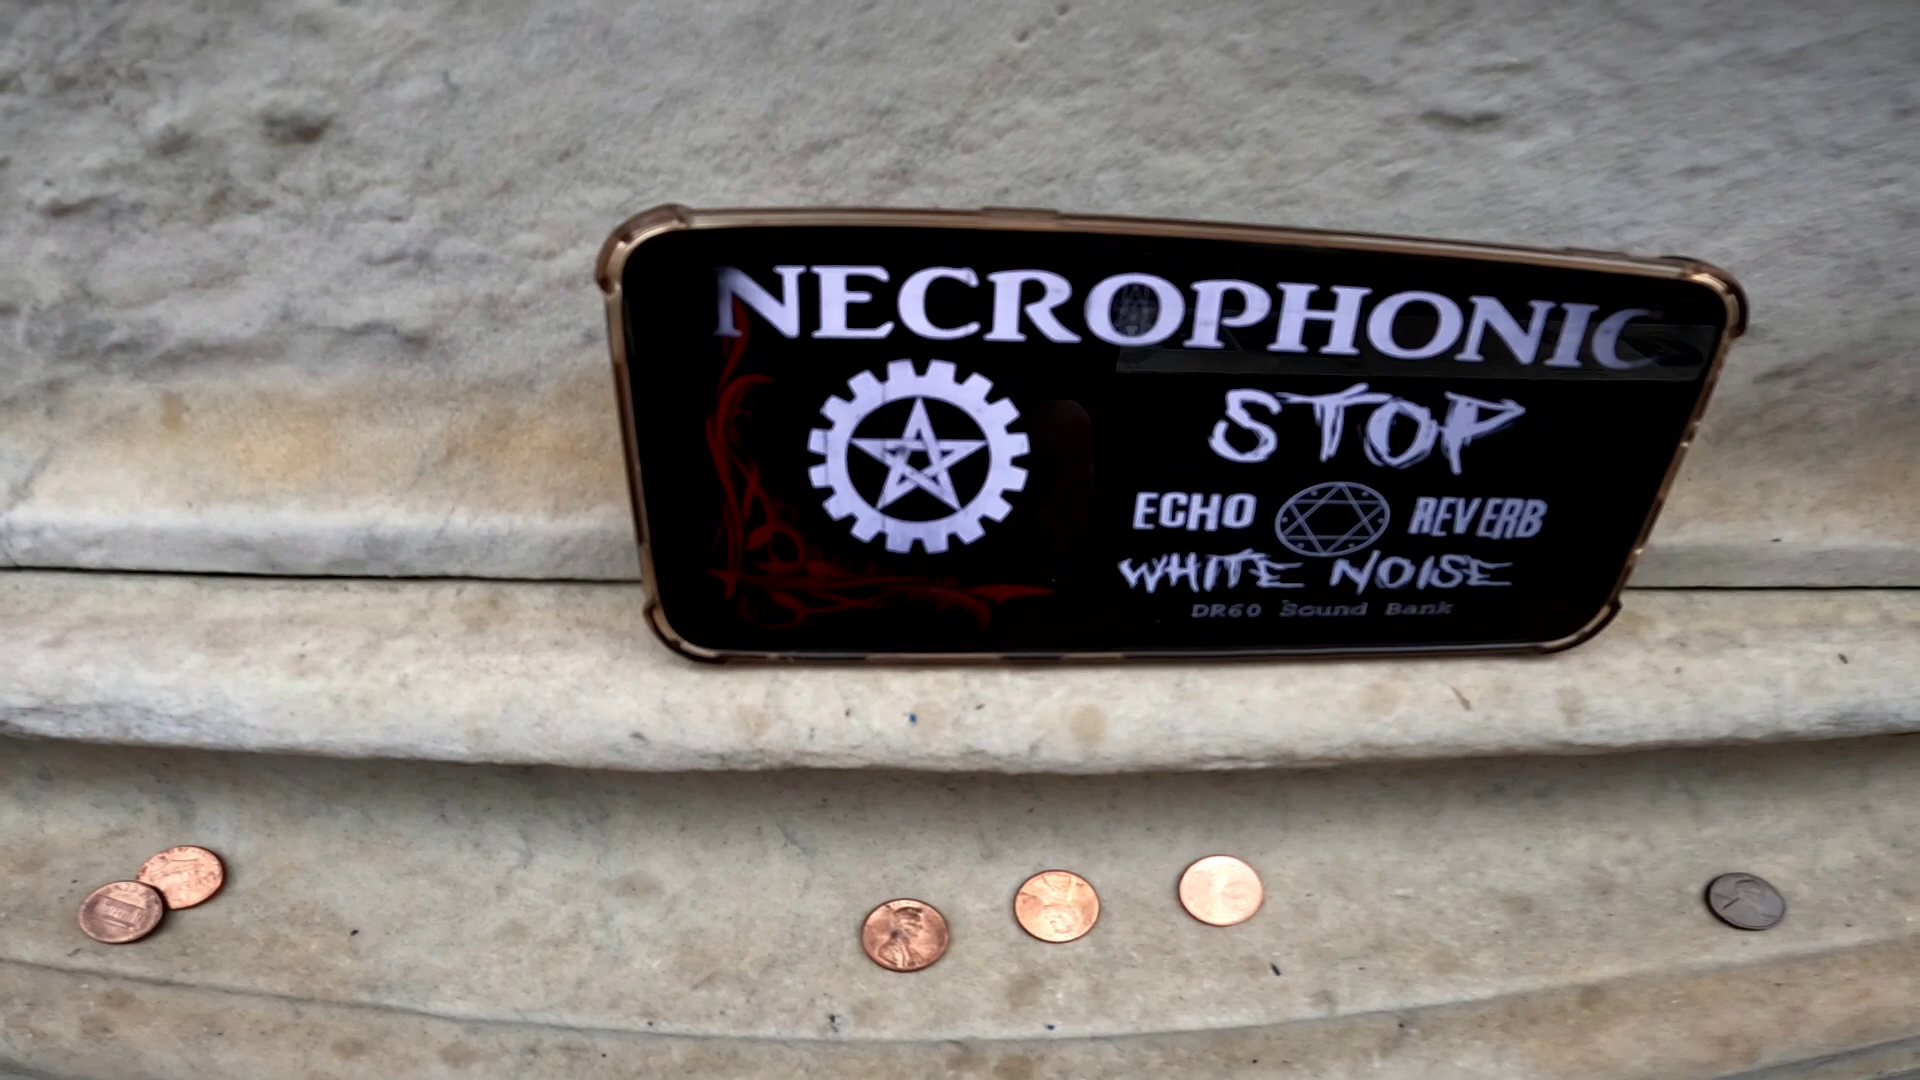 NECROPHONIC
STOP
ECHO REVERB
WHITE NOISE
DR60 Sound Bank